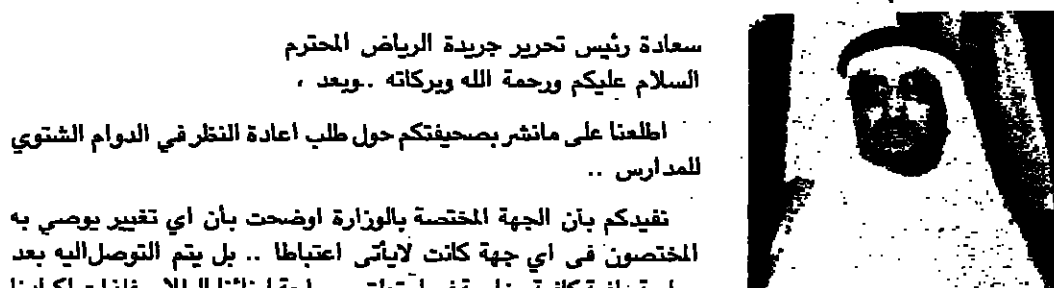 سعادة رئيس تحرير جريدة الرياض المحترم
السلام عليكم ورحمة الله وبركاته ..وبعد ،
اطلعنا على مانشر بصحيفتكم حول طلب اعادة النظر في الدوام الشتوي
للمدارس ..
نفيدكم بأن الجهة المختصة بالوزارة اوضحت بأن اي تغيير يوصي به
المختصون فى اي جهة كانت لايأتى اعتباطا .. بل يتم التوصل اليه بعد